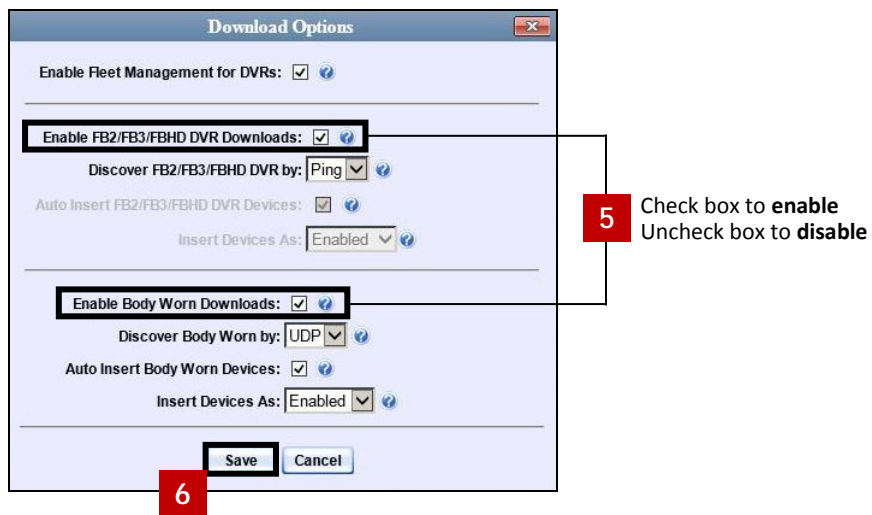 Download Options
Enable Fleet Management for DVRs:
Enable FB2/FB3/FBHD DVR Downloads:
Discover FB2/FB3/FBHD DVR by: Ping
Auto Insert FB2/FB3/FBHD DVR Devices:
Insert Devices As: Enabled
5
Check box to enable
Uncheck box to disable
Enable Body Worn Downloads:
Discover Body Worn by: UDP
Auto Insert Body Worn Devices:
Insert Devices As: Enabled
Save Cancel
6